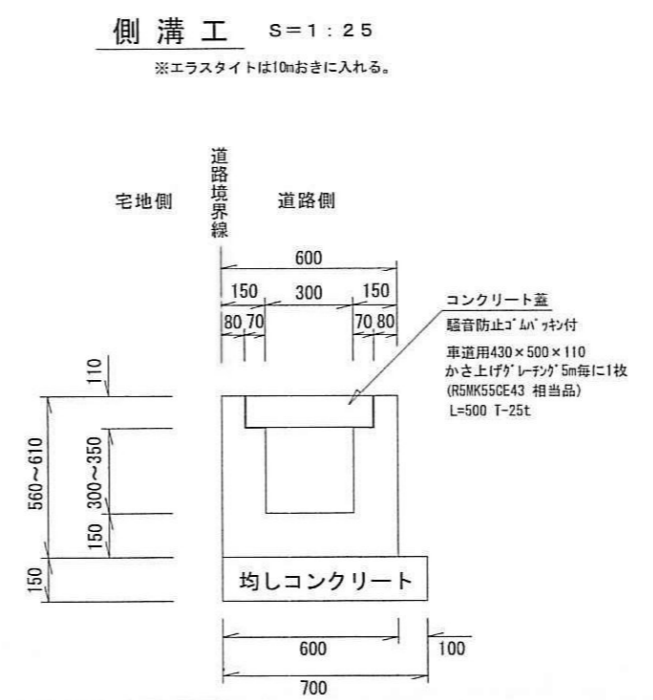 側溝工 S=1:25
※エラスタイトは10mおきに入れる。
道路境界線
宅地側
道路側
600
150 300 150
80 70 70 80
コンクリート蓋
騒音防止ゴムパッキン付
車道用430×500×110
かさ上げグレーチング5m毎に1枚
(R5MK55CE43 相当品)
L=500 T-25t
110
560~610
300~350
150
150
均しコンクリート
600
100
700